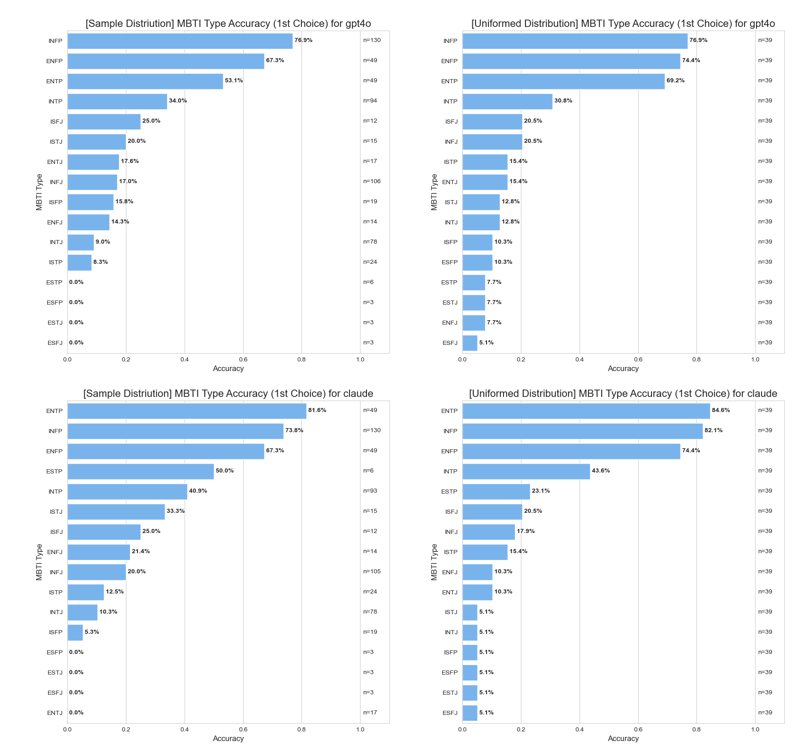 [Sample Distriution] MBTI Type Accuracy (1st Choice) for gpt4o
INFP 76.9% n=130
ENFP 67.3% n=49
ENTP 53.1% n=49
INTP 34.0% n=94
ISFJ 25.0% n=12
ISTJ 20.0% n=15
ENTJ 17.6% n=17
INFJ 17.0% n=106
ISFP 15.8% n=19
ENFJ 14.3% n=14
INTJ 9.0% n=78
ISTP 8.3% n=24
ESTP 0.0% n=6
ESFP 0.0% n=3
ESTJ 0.0% n=3
ESFJ 0.0% n=3
MBTI Type
0.0 0.2 0.4 0.6 0.8 1.0
Accuracy
[Uniformed Distribution] MBTI Type Accuracy (1st Choice) for gpt4o
INFP 76.9% n=39
ENFP 74.4% n=39
ENTP 69.2% n=39
INTP 30.8% n=39
ISFJ 20.5% n=39
INFJ 20.5% n=39
ISTP 15.4% n=39
ENTJ 15.4% n=39
ISTJ 12.8% n=39
INTJ 12.8% n=39
ISFP 10.3% n=39
ESFP 10.3% n=39
ESTP 7.7% n=39
ESTJ 7.7% n=39
ENFJ 7.7% n=39
ESFJ 5.1% n=39
MBTI Type
0.0 0.2 0.4 0.6 0.8 1.0
Accuracy
[Sample Distriution] MBTI Type Accuracy (1st Choice) for claude
ENTP 81.6% n=49
INFP 73.8% n=130
ENFP 67.3% n=49
ESTP 50.0% n=6
INTP 40.9% n=93
ISTJ 33.3% n=15
ISFJ 25.0% n=12
ENFJ 21.4% n=14
INFJ 20.0% n=105
ISTP 12.5% n=24
INTJ 10.3% n=78
ISFP 5.3% n=19
ESFP 0.0% n=3
ESTJ 0.0% n=3
ESFJ 0.0% n=3
ENTJ 0.0% n=17
MBTI Type
0.0 0.2 0.4 0.6 0.8 1.0
Accuracy
[Uniformed Distribution] MBTI Type Accuracy (1st Choice) for claude
ENTP 84.6% n=39
INFP 82.1% n=39
ENFP 74.4% n=39
INTP 43.6% n=39
ESTP 23.1% n=39
ISFJ 20.5% n=39
INFJ 17.9% n=39
ISTP 15.4% n=39
ENFJ 10.3% n=39
ENTJ 10.3% n=39
ISTJ 5.1% n=39
INTJ 5.1% n=39
ISFP 5.1% n=39
ESFP 5.1% n=39
ESTJ 5.1% n=39
ESFJ 5.1% n=39
MBTI Type
0.0 0.2 0.4 0.6 0.8 1.0
Accuracy